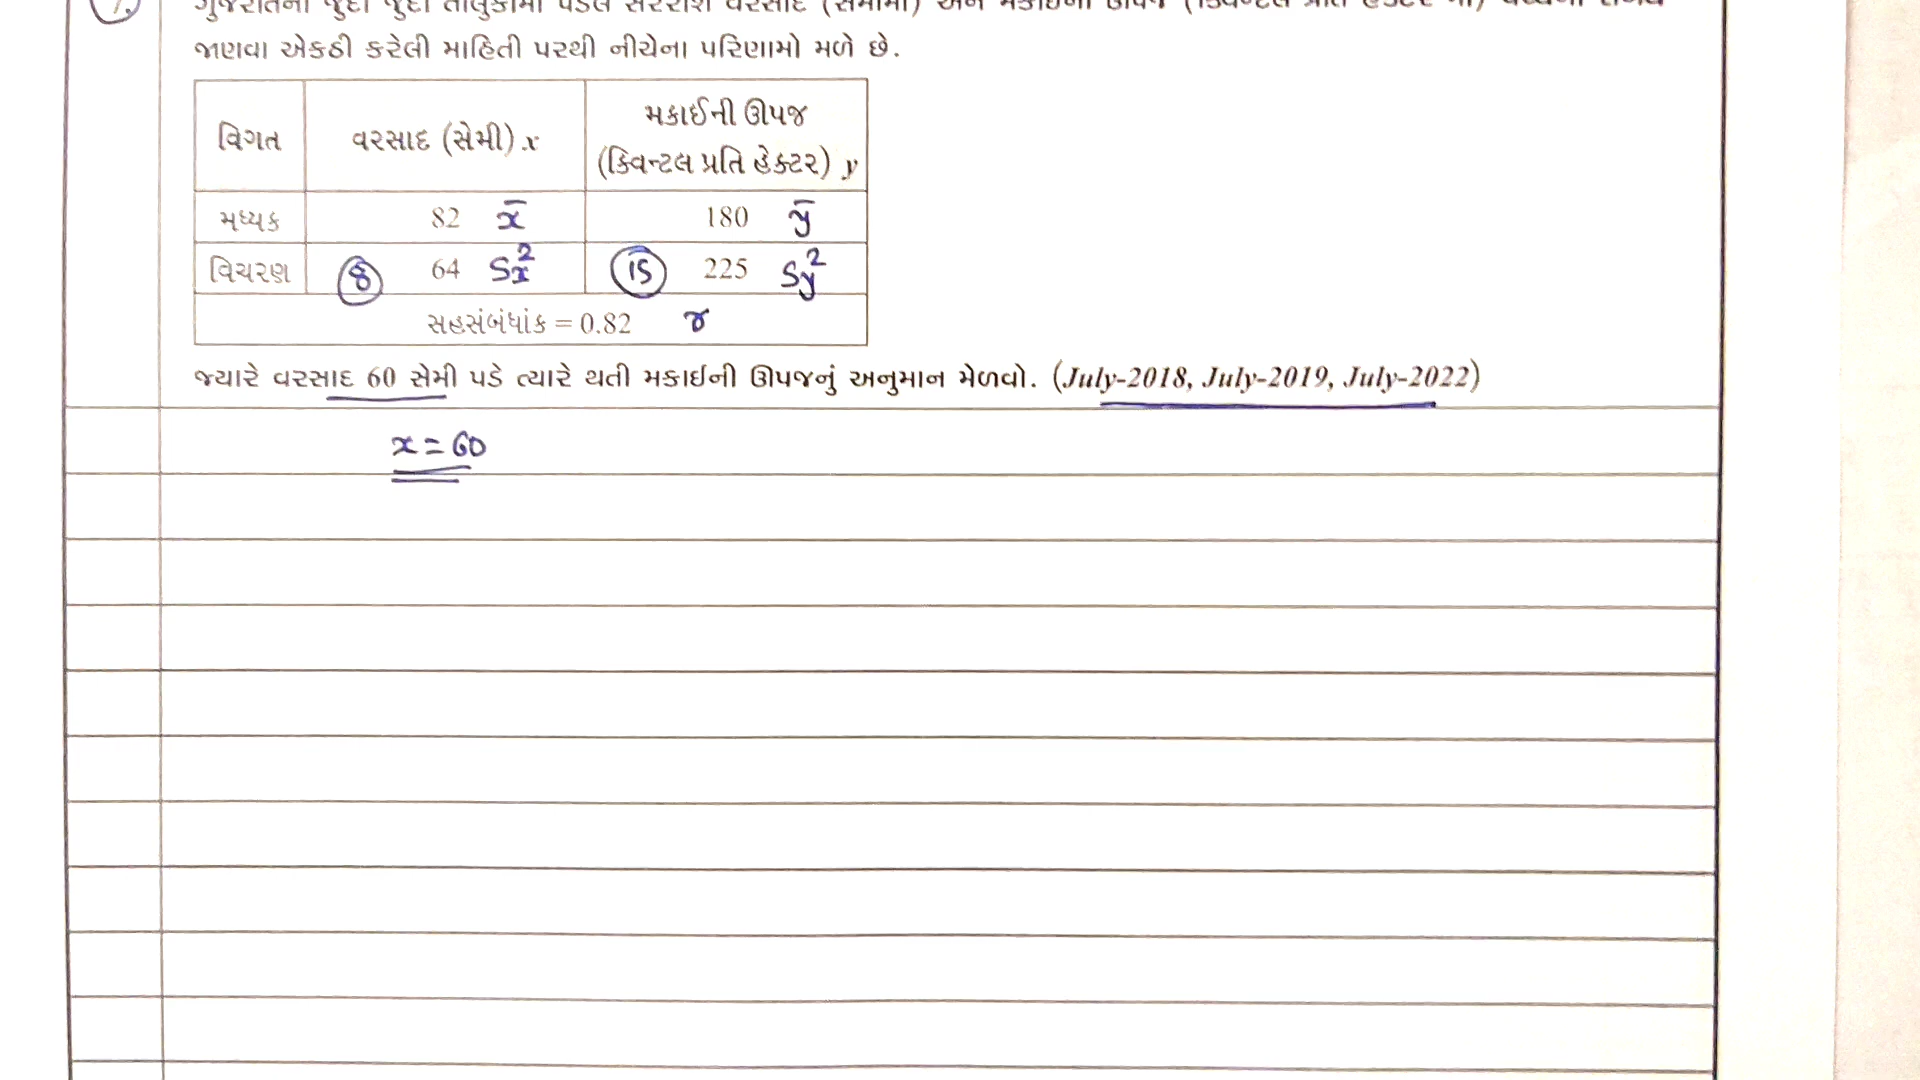 જાણવા એકઠી કરેલી માહિતી પરથી નીચેના પરિણામો મળે છે.
વિગત વરસાદ (સેમી) x મકાઈની ઊપજ (ક્વિન્ટલ પ્રતિ હેક્ટર) y
મધ્યક 82 x̄ 180 ȳ
વિચરણ 8 64 Sx² 15 225 Sy²
સહસંબંધાંક = 0.82 r
જ્યારે વરસાદ 60 સેમી પડે ત્યારે થતી મકાઈની ઊપજનું અનુમાન મેળવો. (July-2018, July-2019, July-2022)
x = 60